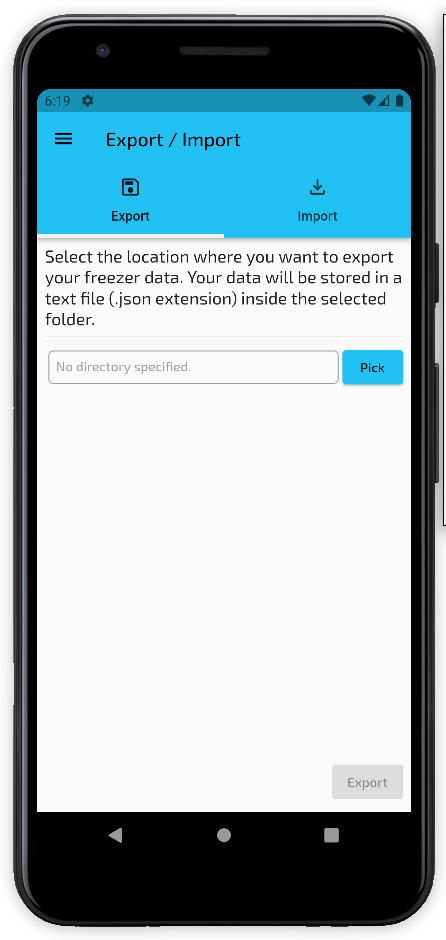 6:19
Export / Import
Export
Import
Select the location where you want to export
your freezer data. Your data will be stored in a
text file (.json extension) inside the selected
folder.
No directory specified.
Pick
Export